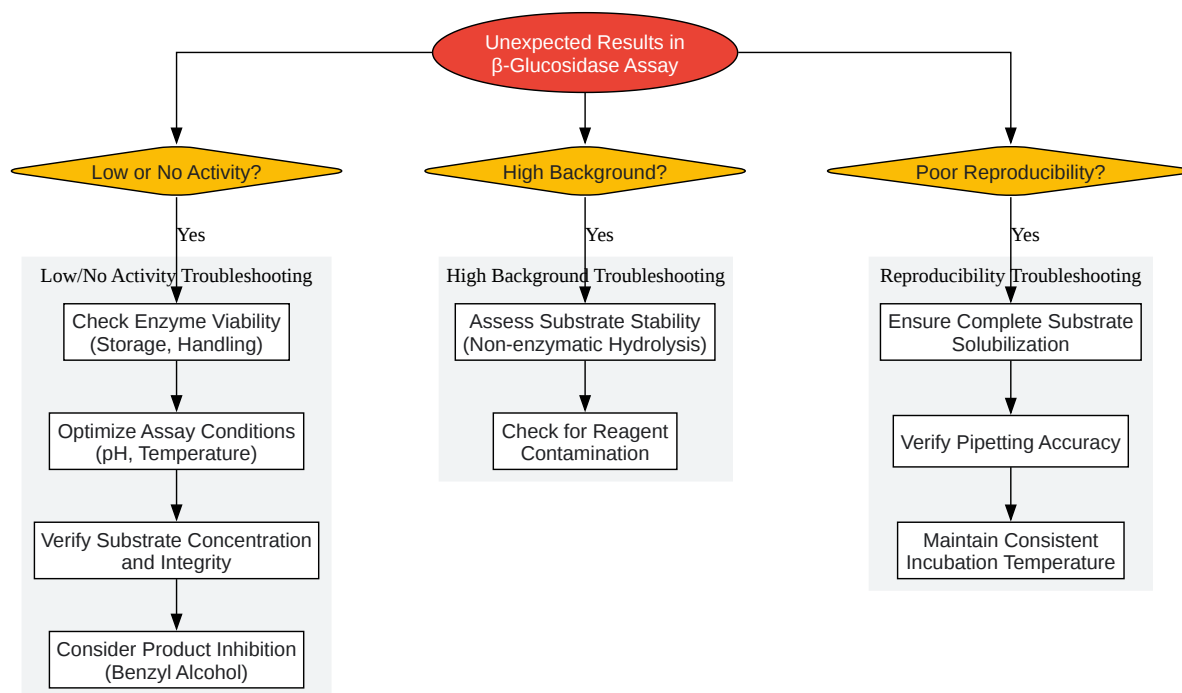 Unexpected Results in
β-Glucosidase Assay
Low or No Activity?
High Background?
Poor Reproducibility?
Yes
Yes
Yes
Low/No Activity Troubleshooting
Check Enzyme Viability
(Storage, Handling)
Optimize Assay Conditions
(pH, Temperature)
Verify Substrate Concentration
and Integrity
Consider Product Inhibition
(Benzyl Alcohol)
High Background Troubleshooting
Assess Substrate Stability
(Non-enzymatic Hydrolysis)
Check for Reagent
Contamination
Reproducibility Troubleshooting
Ensure Complete Substrate
Solubilization
Verify Pipetting Accuracy
Maintain Consistent
Incubation Temperature